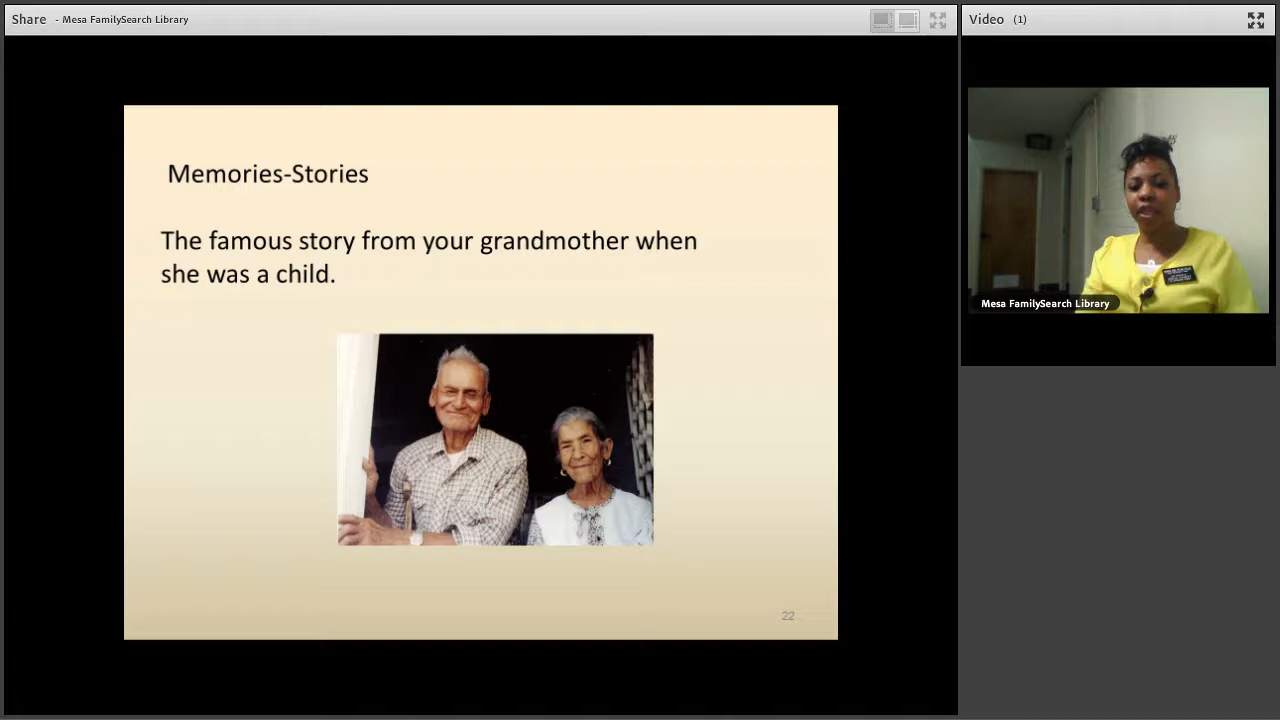 Share - Mesa FamilySearch Library
Video (1)
Memories-Stories
The famous story from your grandmother when
she was a child.
22
Mesa FamilySearch Library